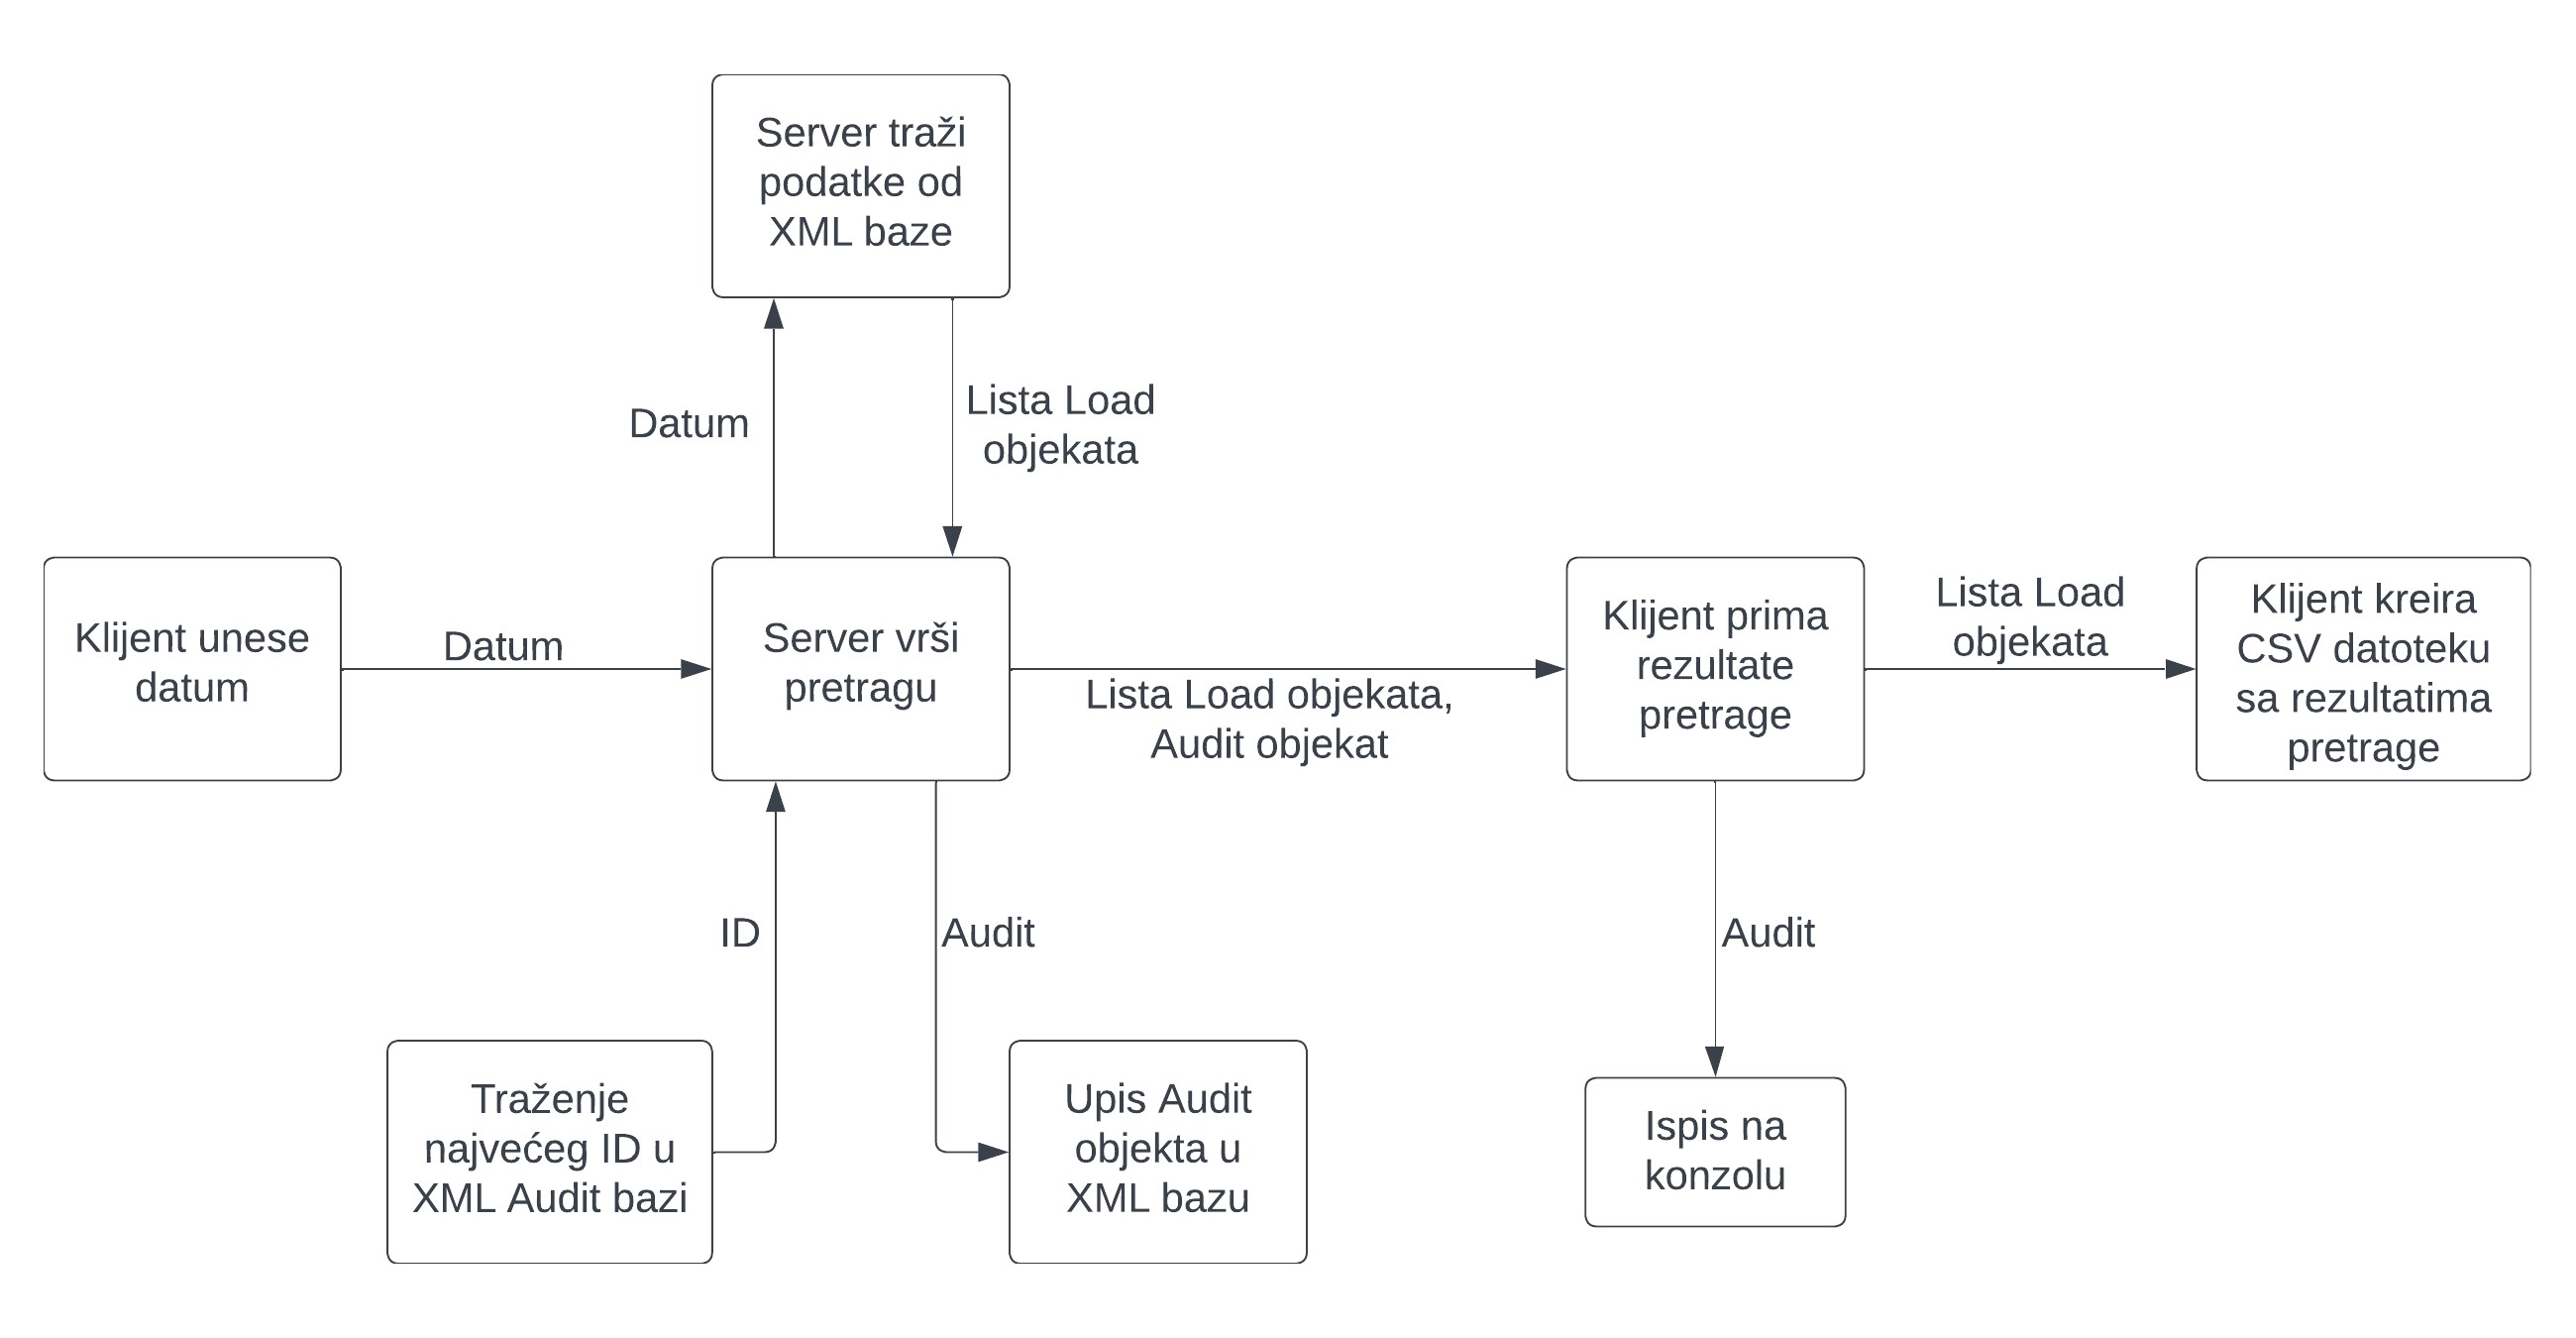 Server traži
podatke od
XML baze
Datum
Lista Load
objekata
Klijent unese
datum
Datum
Server vrši
pretragu
Lista Load objekata,
Audit objekat
Klijent prima
rezultate
pretrage
Lista Load
objekata
Klijent kreira
CSV datoteku
sa rezultatima
pretrage
ID
Audit
Audit
Traženje
najvećeg ID u
XML Audit bazi
Upis Audit
objekta u
XML bazu
Ispis na
konzolu